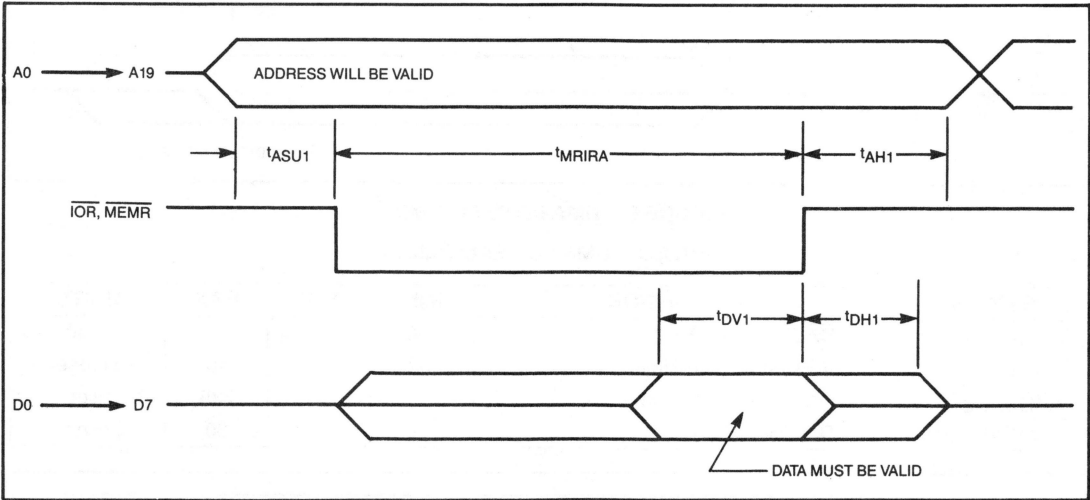 A0 A19 ADDRESS WILL BE VALID
tASU1 tMRIRA tAH1
IOR, MEMR
tDV1 tDH1
D0 D7
DATA MUST BE VALID